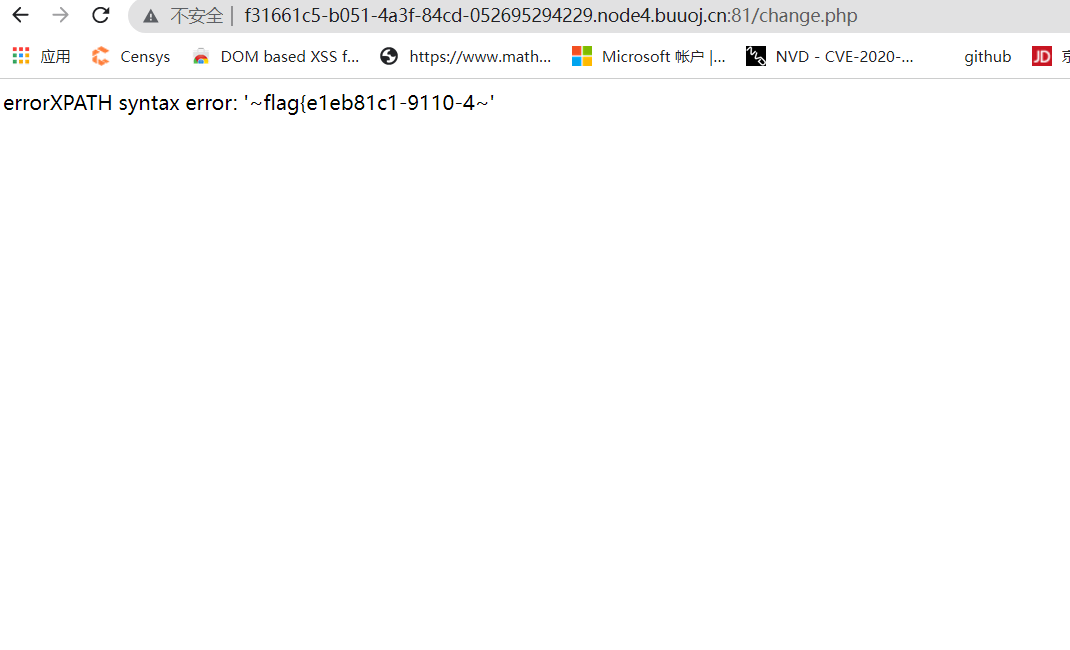 不安全 | f31661c5-b051-4a3f-84cd-052695294229.node4.buuoj.cn:81/change.php
应用 Censys DOM based XSS f... https://www.math... Microsoft 帐户 |... NVD - CVE-2020-... github JD
errorXPATH syntax error: '~flag{e1eb81c1-9110-4~'